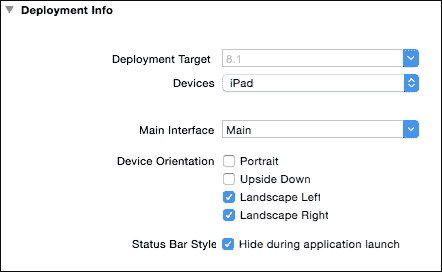 Deployment Info
Deployment Target 8.1
Devices iPad
Main Interface Main
Device Orientation Portrait
Upside Down
Landscape Left
Landscape Right
Status Bar Style Hide during application launch